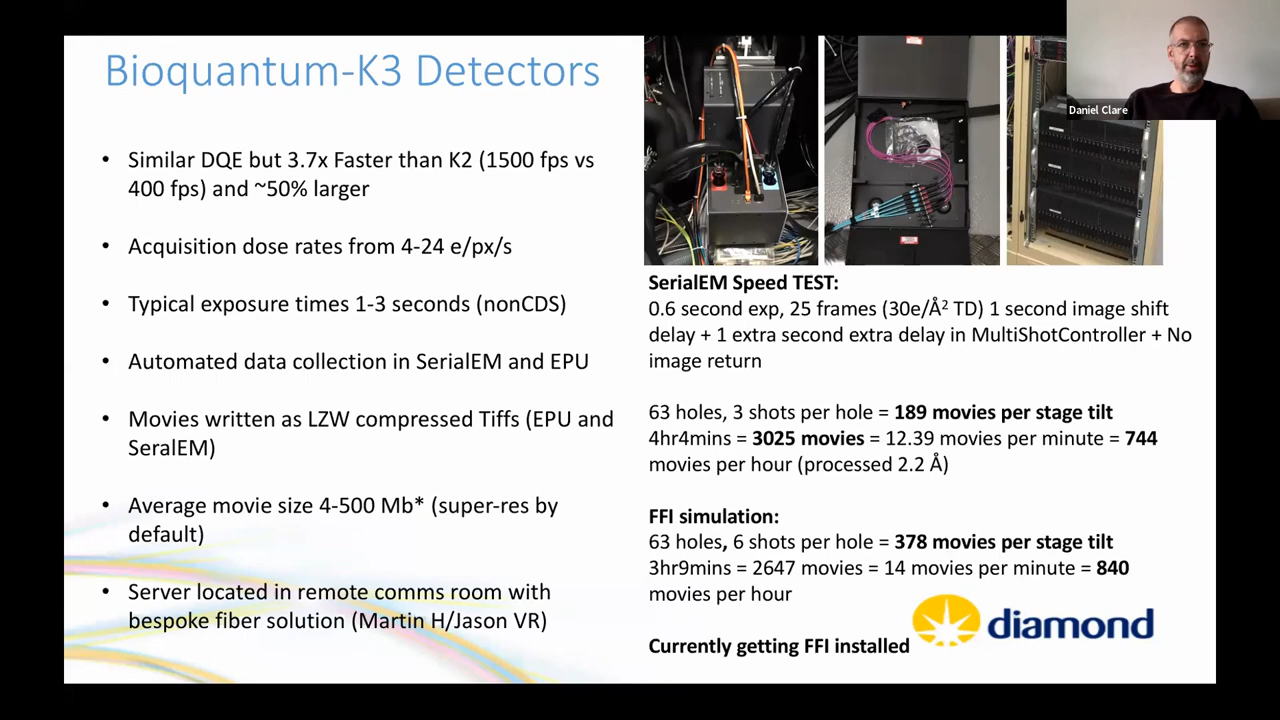 Bioquantum-K3 Detectors
• Similar DQE but 3.7x Faster than K2 (1500 fps vs
400 fps) and ~50% larger
• Acquisition dose rates from 4-24 e/px/s
• Typical exposure times 1-3 seconds (nonCDS)
• Automated data collection in SerialEM and EPU
• Movies written as LZW compressed Tiffs (EPU and
SeralEM)
• Average movie size 4-500 Mb* (super-res by
default)
• Server located in remote comms room with
bespoke fiber solution (Martin H/Jason VR)
Daniel Clare
SerialEM Speed TEST:
0.6 second exp, 25 frames (30e/Å² TD) 1 second image shift
delay + 1 extra second extra delay in MultiShotController + No
image return
63 holes, 3 shots per hole = 189 movies per stage tilt
4hr4mins = 3025 movies = 12.39 movies per minute = 744
movies per hour (processed 2.2 Å)
FFI simulation:
63 holes, 6 shots per hole = 378 movies per stage tilt
3hr9mins = 2647 movies = 14 movies per minute = 840
movies per hour
Currently getting FFI installed
diamond